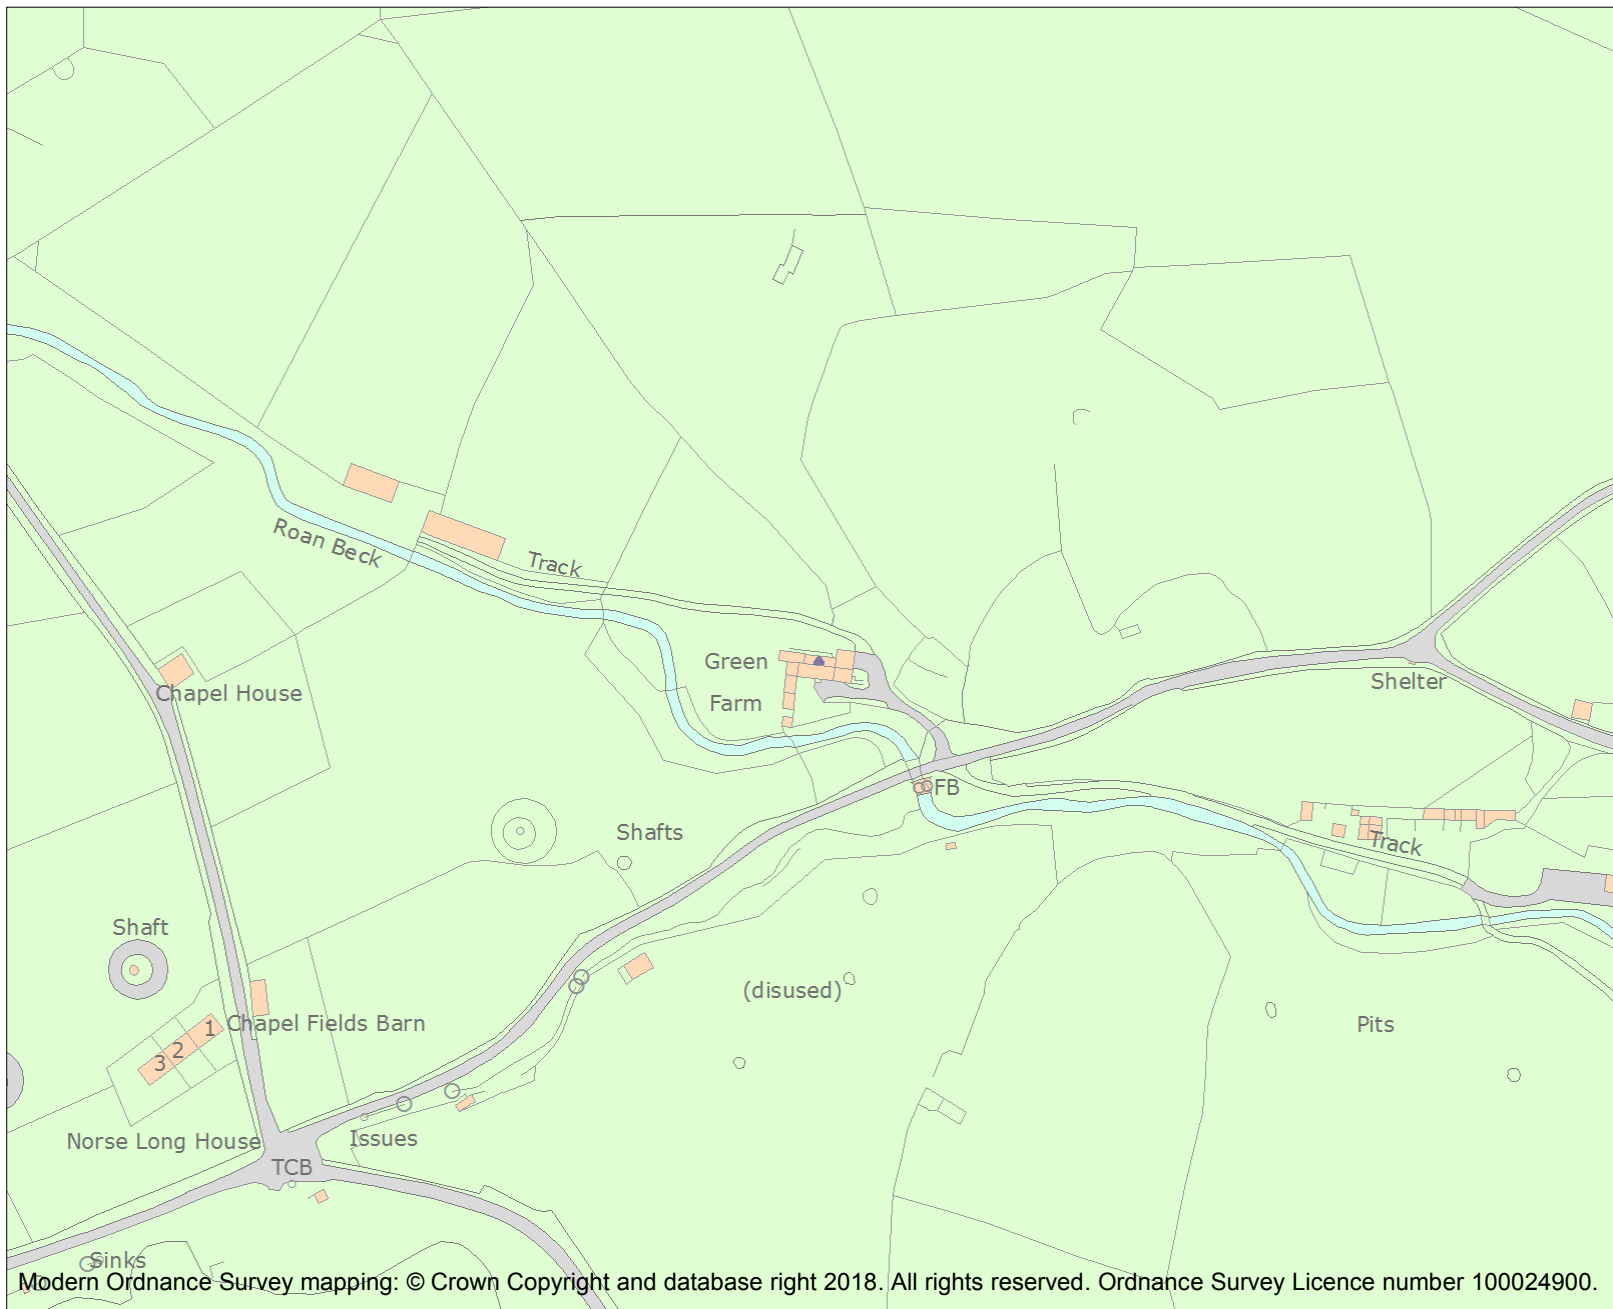 Roan Beck
Track
Green
Farm
Chapel House
Shelter
FB
Shafts
Track
Shaft
(disused)
Chapel Fields Barn
1
2
3
Pits
Norse Long House
Issues
TCB
Sinks
Modern Ordnance Survey mapping: © Crown Copyright and database right 2018. All rights reserved. Ordnance Survey Licence number 100024900.